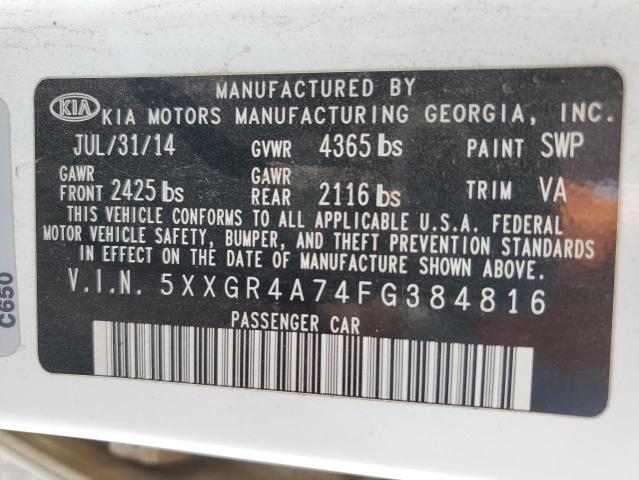 MANUFACTURED BY
KIA KIA MOTORS MANUFACTURING GEORGIA, INC.
JUL/31/14 GVWR 4365 lbs PAINT SWP
GAWR FRONT 2425 lbs GAWR REAR 2116 lbs TRIM VA
THIS VEHICLE CONFORMS TO ALL APPLICABLE U.S.A. FEDERAL
MOTOR VEHICLE SAFETY, BUMPER, AND THEFT PREVENTION STANDARDS
IN EFFECT ON THE DATE OF MANUFACTURE SHOWN ABOVE.
V.I.N. 5XXGR4A74FG384816
PASSENGER CAR
C650